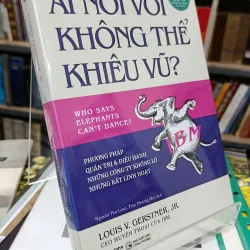 AI NÓI VOI
KHÔNG THỂ
KHIÊU VŨ?
WHO SAYS
ELEPHANTS
CAN'T DANCE?
PHƯƠNG PHÁP
QUẢN TRỊ & ĐIỀU HÀNH
NHỮNG CÔNG TY KHỔNG LỒ
NHƯNG RẤT LINH HOẠT
IBM
LOUIS V. GERSTNER, JR.
CEO HUYỀN THOẠI CỦA IBM